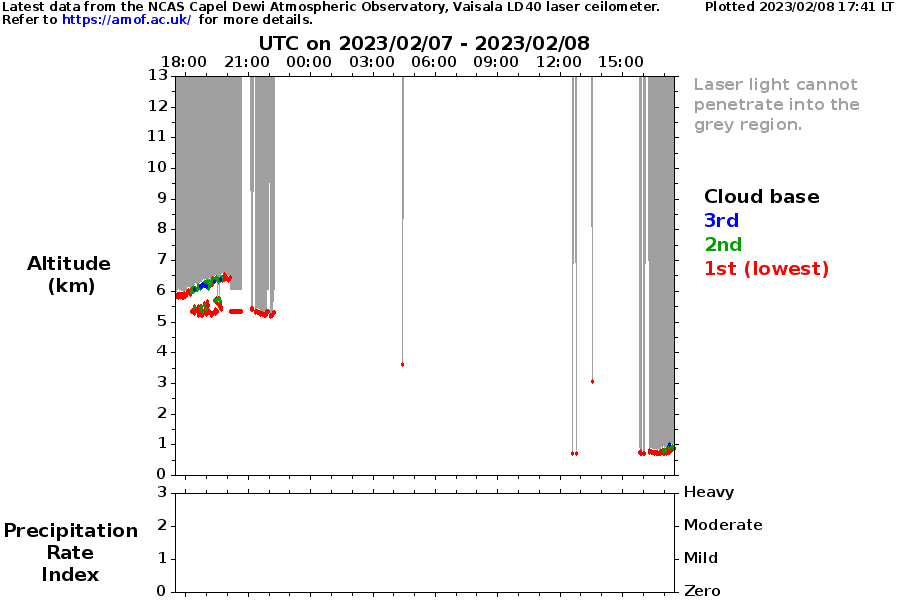 Latest data from the NCAS Capel Dewi Atmospheric Observatory, Vaisala LD40 laser ceilometer.
Plotted 2023/02/08 17:41 LT
Refer to https://amof.ac.uk/ for more details.
UTC on 2023/02/07 - 2023/02/08
18:00 21:00 00:00 03:00 06:00 09:00 12:00 15:00
13
12
11
10
9
8
7
6
5
4
3
2
1
0
Altitude
(km)
Laser light cannot
penetrate into the
grey region.
Cloud base
3rd
2nd
1st (lowest)
3
2
1
0
Precipitation
Rate
Index
Heavy
Moderate
Mild
Zero